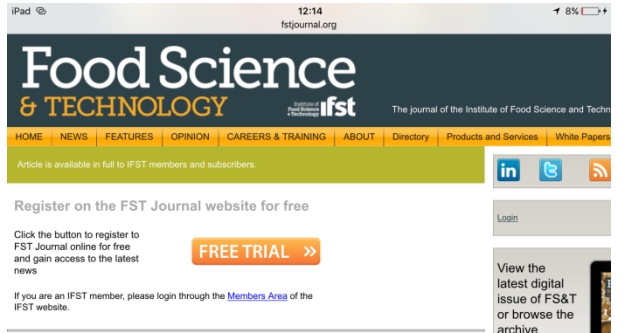 iPad 12:14 8%
fstjournal.org
Food Science
& TECHNOLOGY
Institute of
Food Science
+ Technology ifst
The journal of the Institute of Food Science and Techn
HOME NEWS FEATURES OPINION CAREERS & TRAINING ABOUT Directory Products and Services White Papers
Article is available in full to IFST members and subscribers.
Register on the FST Journal website for free
Click the button to register to
FST Journal online for free
and gain access to the latest
news
FREE TRIAL »
If you are an IFST member, please login through the Members Area of the
IFST website.
in
Login
View the
latest digital
issue of FS&T
or browse the
archive